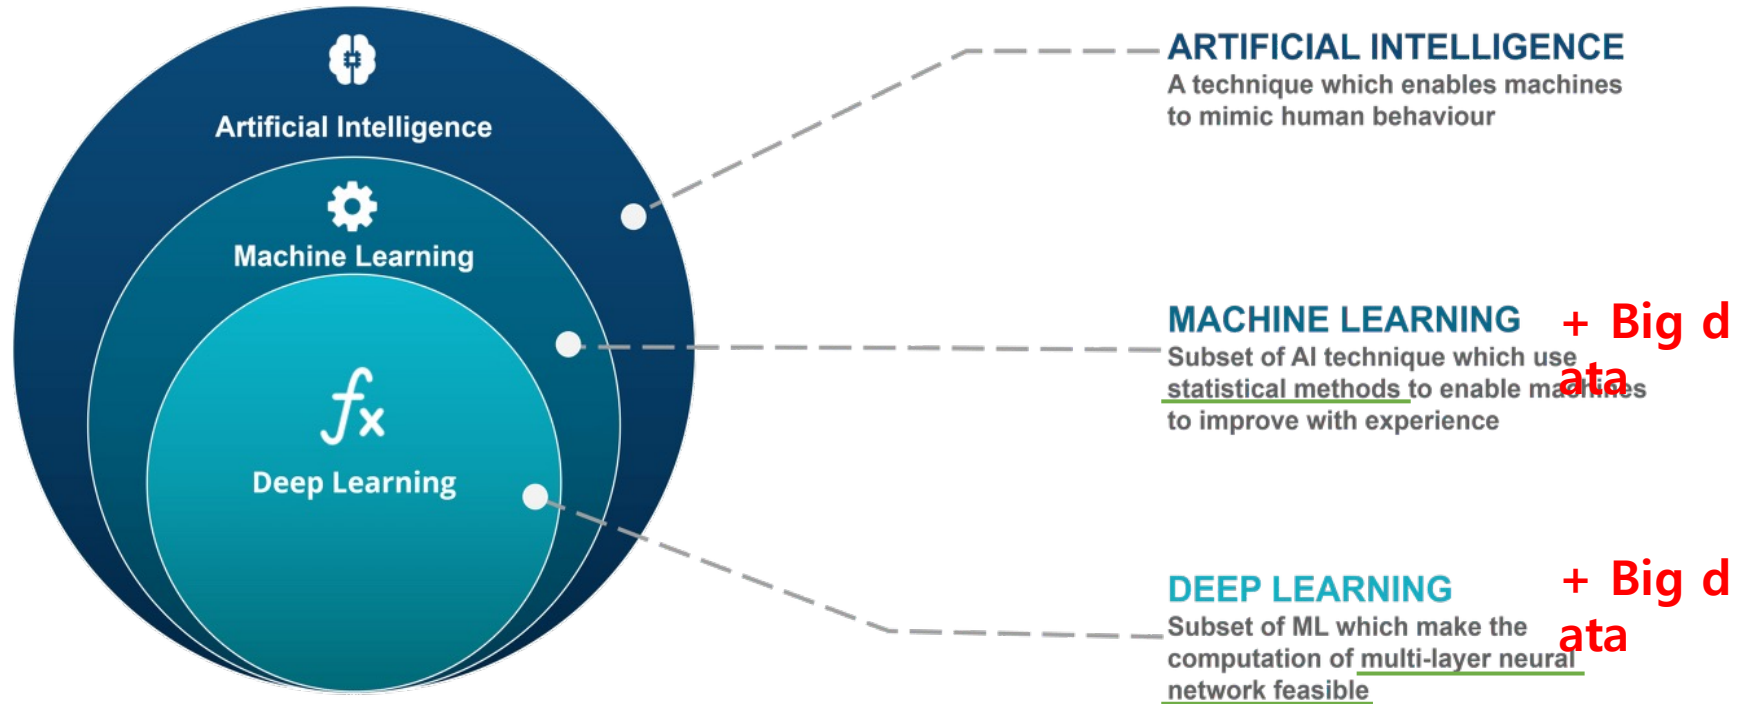 Artificial Intelligence
Machine Learning
fx
Deep Learning
ARTIFICIAL INTELLIGENCE
A technique which enables machines
to mimic human behaviour
MACHINE LEARNING
+ Big d
ata
Subset of AI technique which use
statistical methods to enable machines
to improve with experience
DEEP LEARNING
+ Big d
ata
Subset of ML which make the
computation of multi-layer neural
network feasible